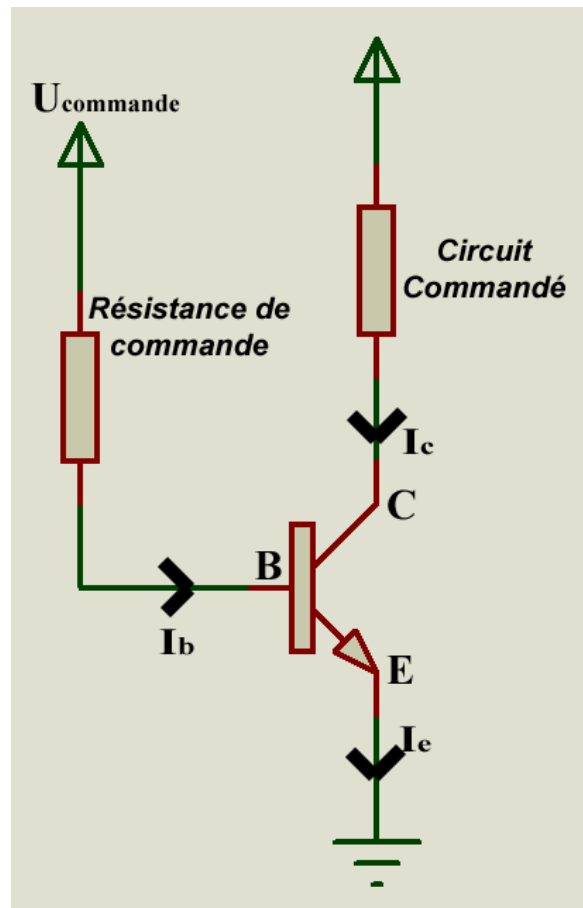 Ucommande
Résistance de
commande
Circuit
Commandé
Ic
C
B
Ib
E
Ie